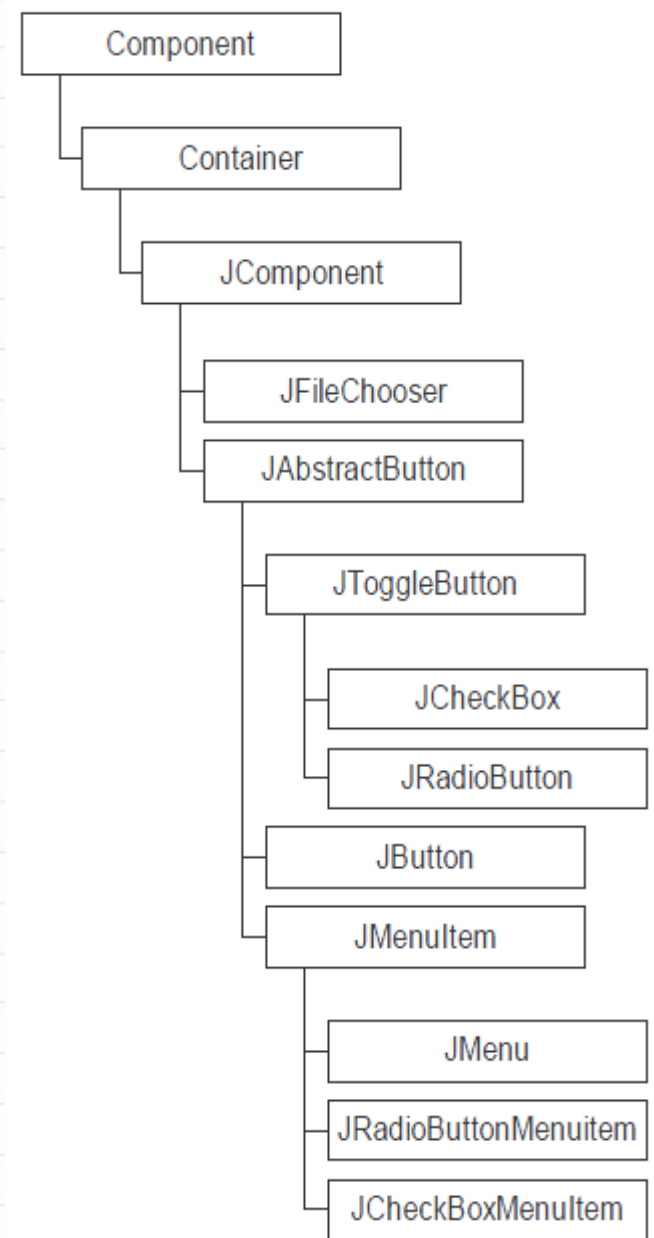 Component
Container
JComponent
JFileChooser
JAbstractButton
JToggleButton
JCheckBox
JRadioButton
JButton
JMenuItem
JMenu
JRadioButtonMenuitem
JCheckBoxMenuItem